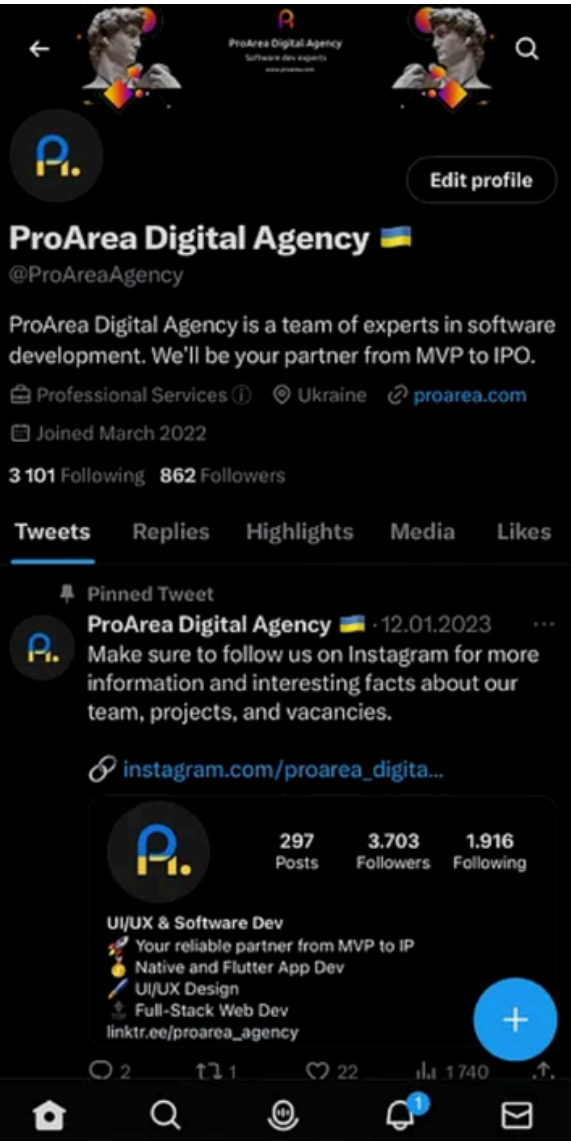 ProArea Digital Agency
Software dev experts
www.proarea.com
Edit profile
ProArea Digital Agency 🇺🇦
@ProAreaAgency
ProArea Digital Agency is a team of experts in software
development. We'll be your partner from MVP to IPO.
Professional Services Ukraine proarea.com
Joined March 2022
3 101 Following 862 Followers
Tweets Replies Highlights Media Likes
Pinned Tweet
ProArea Digital Agency 🇺🇦 · 12.01.2023 ...
Make sure to follow us on Instagram for more
information and interesting facts about our
team, projects, and vacancies.
🔗 instagram.com/proarea_digita...
297 3.703 1.916
Posts Followers Following
UI/UX & Software Dev
🚀 Your reliable partner from MVP to IP
🥇 Native and Flutter App Dev
🖌️ UI/UX Design
🔝 Full-Stack Web Dev
linktr.ee/proarea_agency
2 1 22 1 740
1